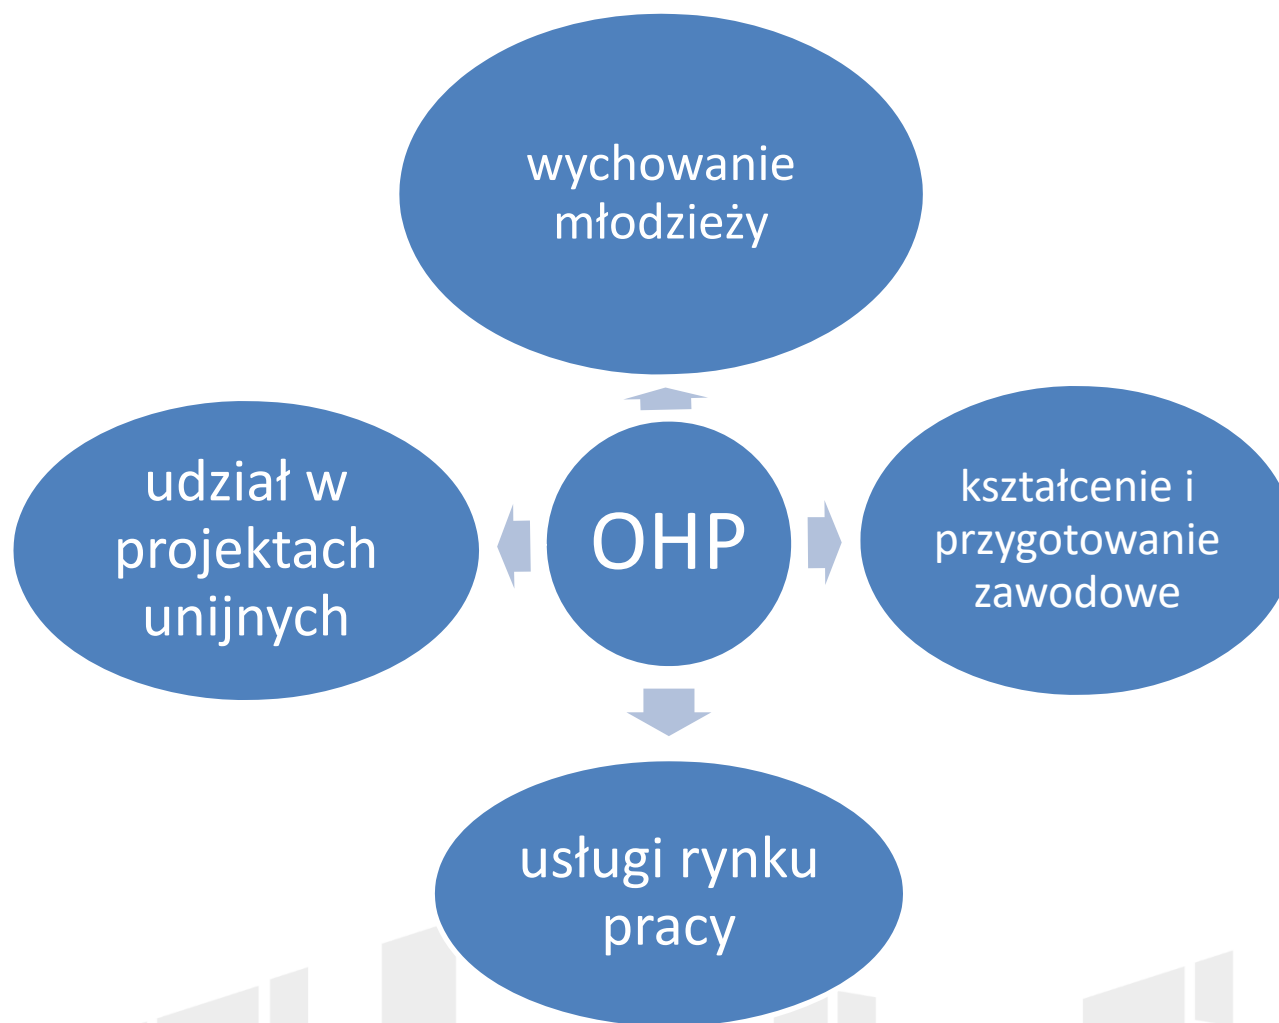 wychowanie
młodzieży
udział w
projektach
unijnych
OHP
kształcenie i
przygotowanie
zawodowe
usługi rynku
pracy